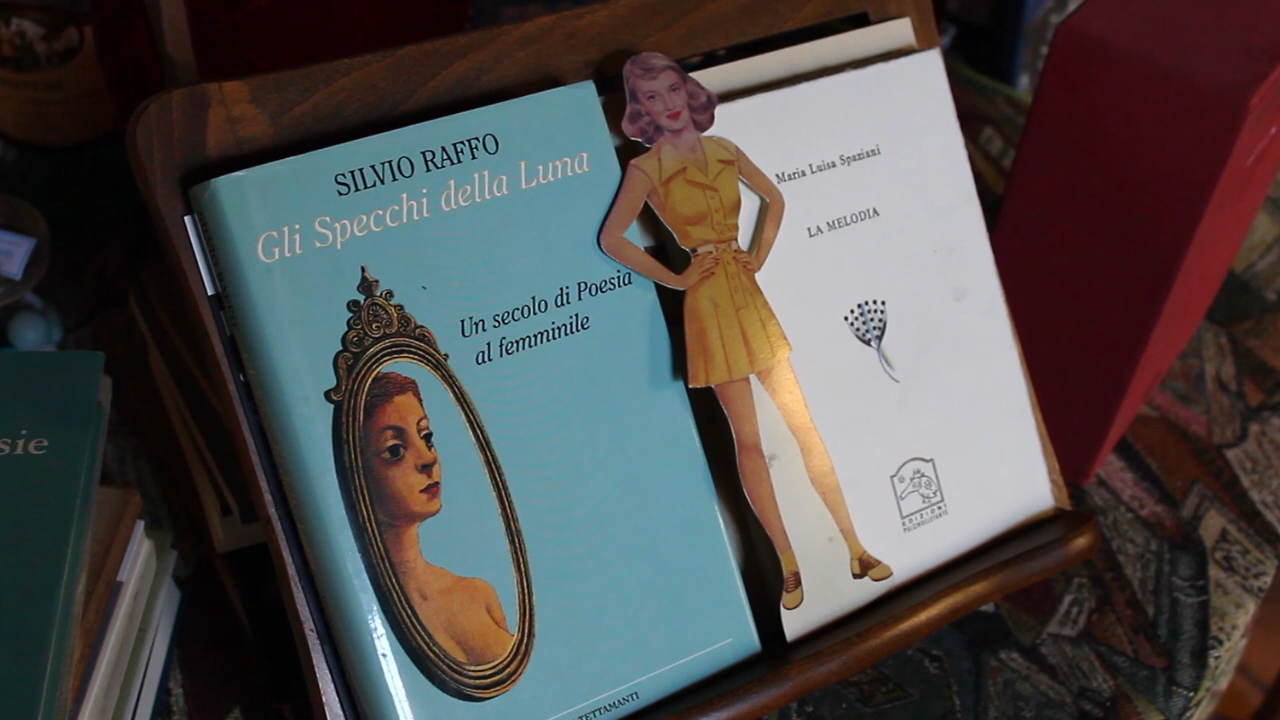 SILVIO RAFFO
Gli Specchi della Luna
Un secolo di Poesia
al femminile
TETTAMANTI
Maria Luisa Spaziani
LA MELODIA
EDIZIONI
PULCINOELEFANTE
sie